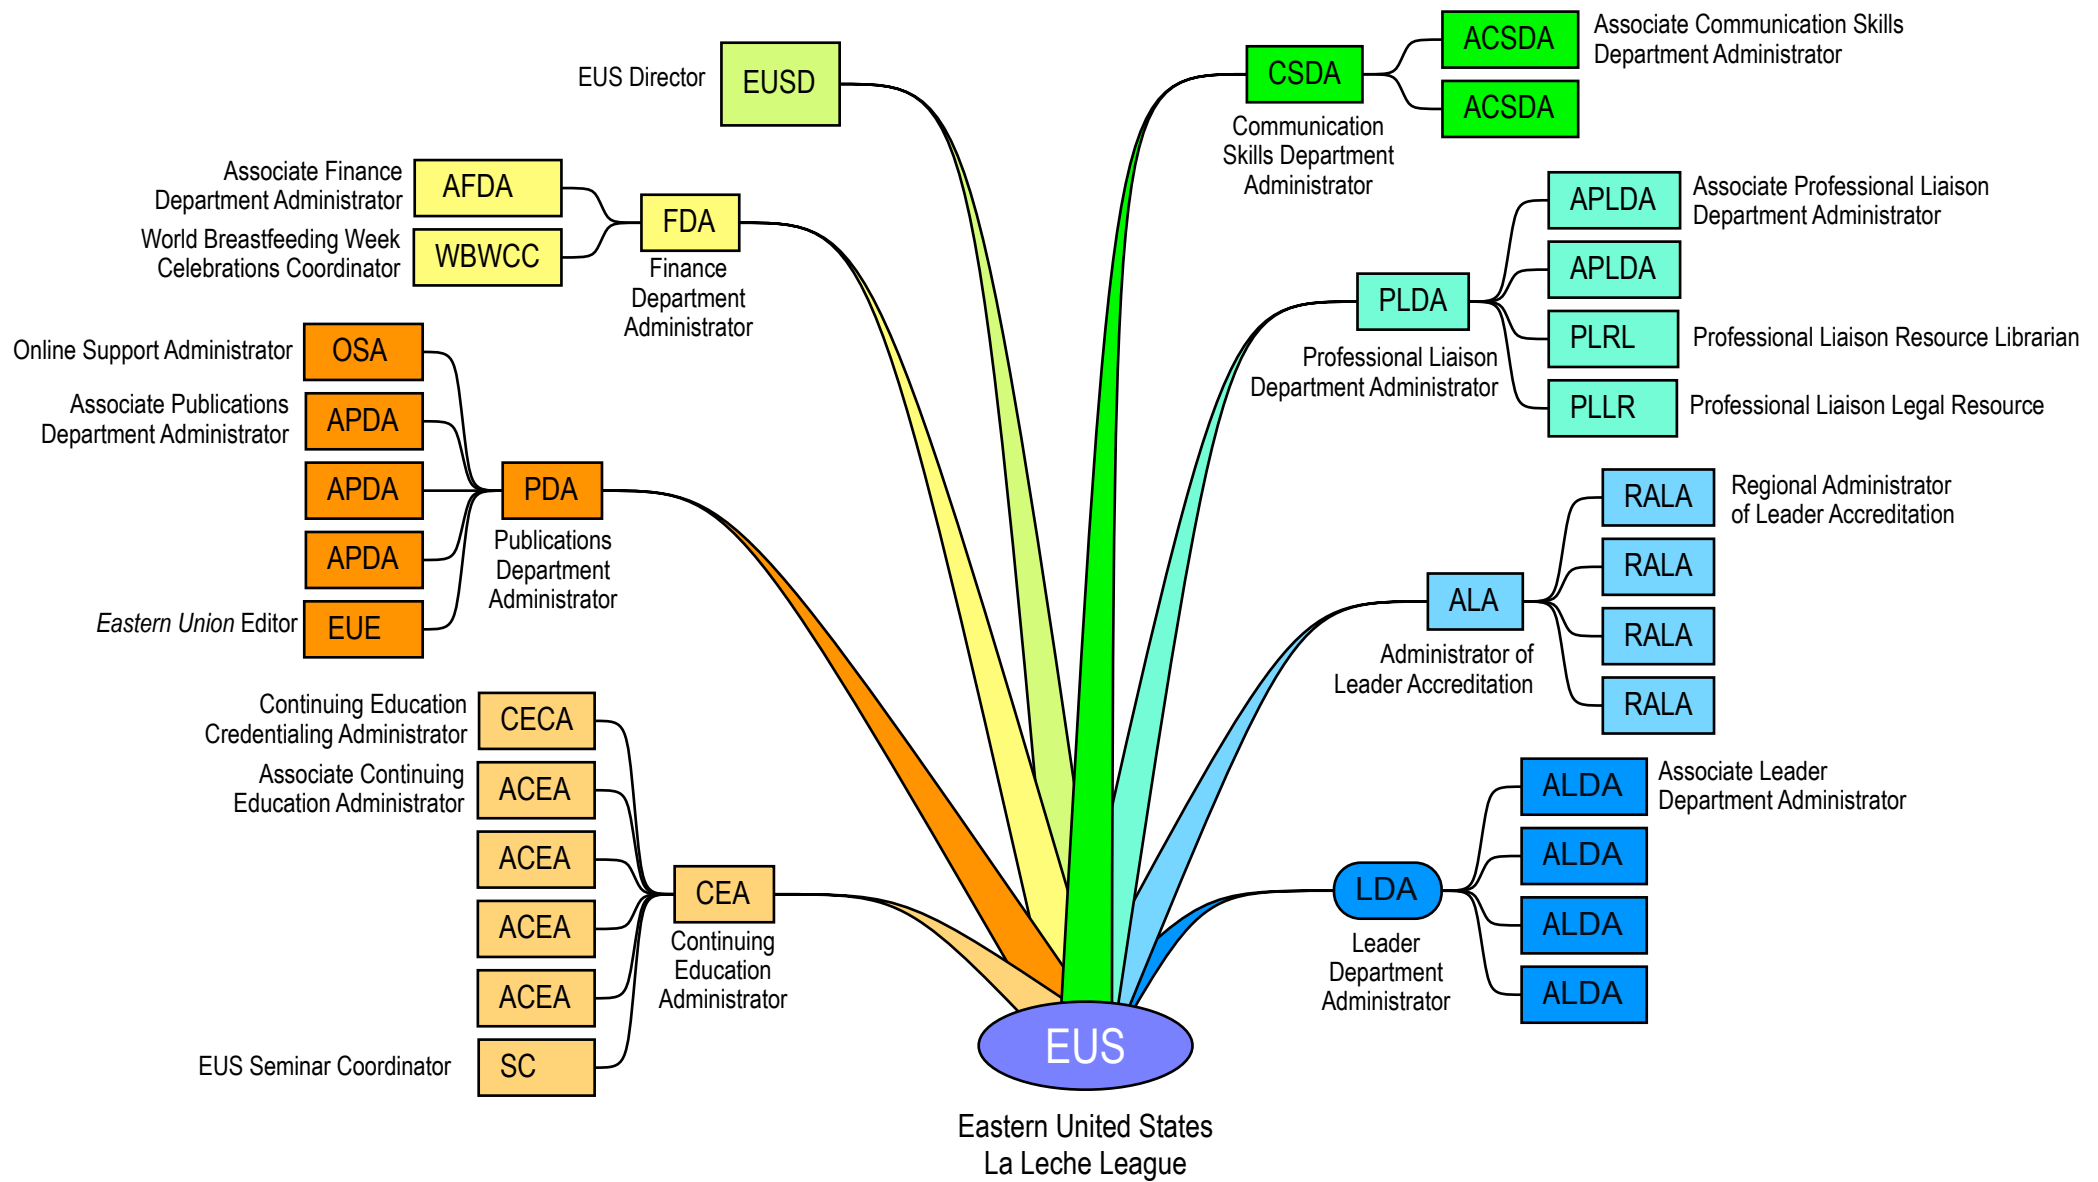 EUS Director
EUSD
Associate Finance
Department Administrator
AFDA
World Breastfeeding Week
Celebrations Coordinator
WBWCC
FDA
Finance
Department
Administrator
Online Support Administrator
OSA
Associate Publications
Department Administrator
APDA
APDA
APDA
Eastern Union Editor
EUE
PDA
Publications
Department
Administrator
Continuing Education
Credentialing Administrator
CECA
Associate Continuing
Education Administrator
ACEA
ACEA
ACEA
ACEA
EUS Seminar Coordinator
SC
CEA
Continuing
Education
Administrator
CSDA
Communication
Skills Department
Administrator
ACSDA
Associate Communication Skills
Department Administrator
ACSDA
PLDA
Professional Liaison
Department Administrator
APLDA
Associate Professional Liaison
Department Administrator
APLDA
PLRL
Professional Liaison Resource Librarian
PLLR
Professional Liaison Legal Resource
ALA
Administrator of
Leader Accreditation
RALA
Regional Administrator
of Leader Accreditation
RALA
RALA
RALA
LDA
Leader
Department
Administrator
ALDA
Associate Leader
Department Administrator
ALDA
ALDA
ALDA
EUS
Eastern United States
La Leche League